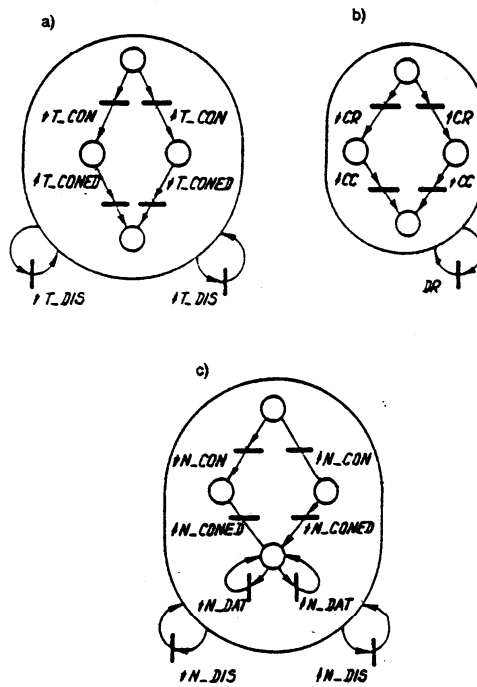 a)
↑T_CON
↓T_CON
↓T_CONED
↑T_CONED
↑T_DIS
↓T_DIS
b)
↑CR
↑CR
↑CC
↑CC
DR
c)
↑N_CON
↓N_CON
↓N_CONED
↑N_CONED
↑N_DAT
↓N_DAT
↑N_DIS
↓N_DIS